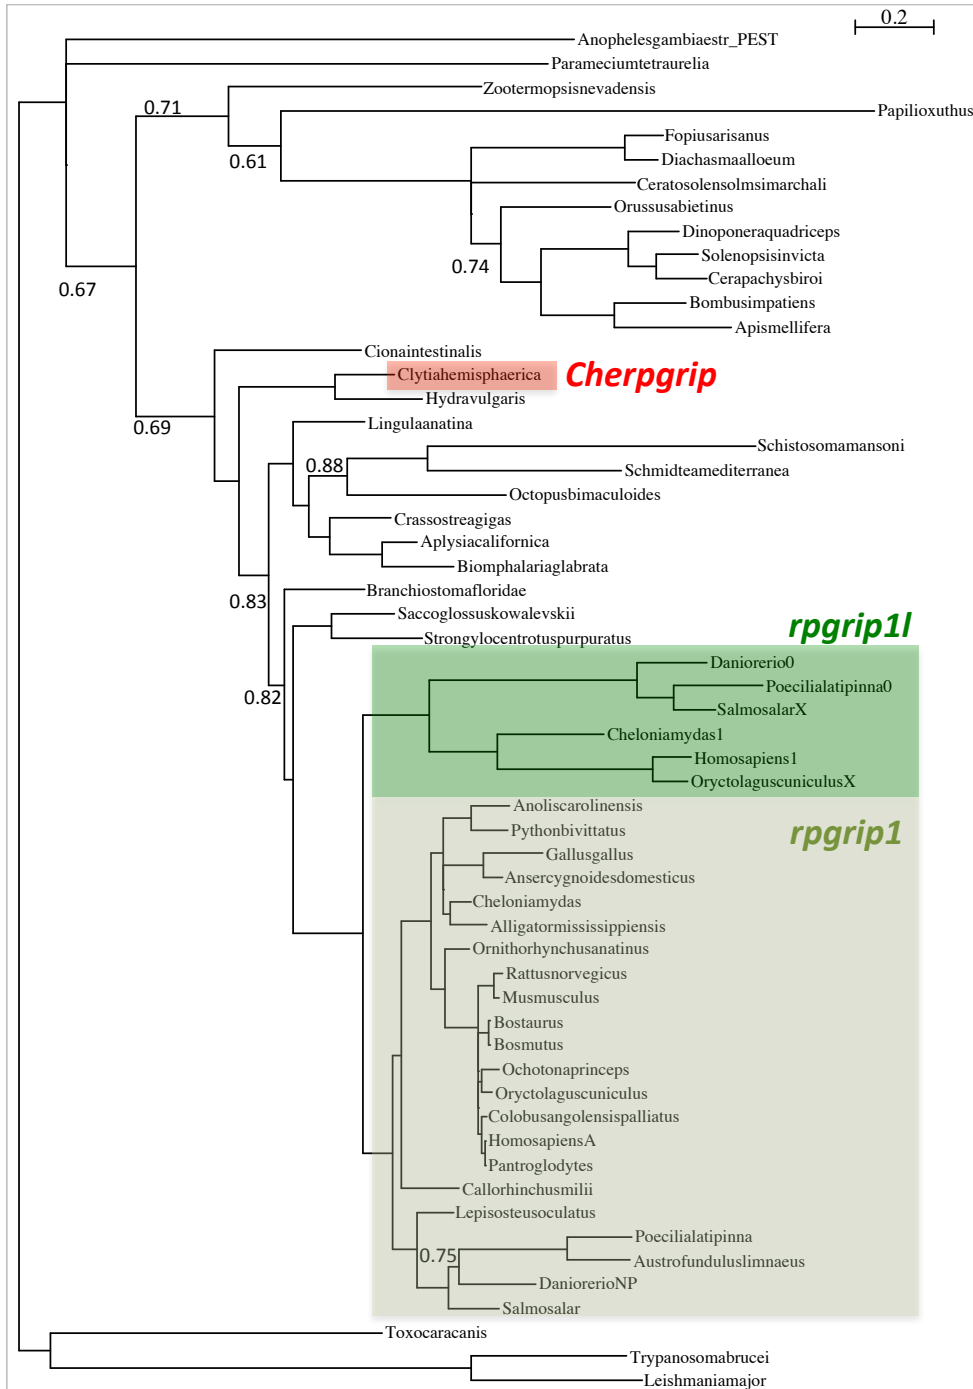 0.2
Anophelesgambiaestr_PEST
Parameciumtetraurelia
Zootermopsisnevadensis
0.71
Papilioxuthus
Fopiusarisanus
0.61
Diachasmaalloeum
Ceratosolensolmsimarchali
Orussusabietinus
Dinoponeraquadriceps
Solenopsisinvicta
0.74
Cerapachysbiroi
0.67
Bombusimpatiens
Apismellifera
Cionaintestinalis
Clytiahemisphaerica
Cherpgrip
Hydravulgaris
Lingulaanatina
0.69
Schistosomamansoni
0.88
Schmidteamediterranea
Octopusbimaculoides
Crassostreagigas
Aplysiacalifornica
Biomphalariaglabrata
Branchiostomafloridae
0.83
Saccoglossuskowalevskii
rpgrip1l
Strongylocentrotuspurpuratus
Daniorerio0
Poecilialatipinna0
0.82
SalmosalarX
Cheloniamydas1
Homosapiens1
OryctolaguscuniculusX
Anoliscarolinensis
Pythonbivittatus
rpgrip1
Gallusgallus
Ansercygnoidesdomesticus
Cheloniamydas
Alligatormississippiensis
Ornithorhynchusanatinus
Rattusnorvegicus
Musmusculus
Bostaurus
Bosmutus
Ochotonaprinceps
Oryctolaguscuniculus
Colobusangolensispalliatus
HomosapiensA
Pantroglodytes
Callorhinchusmilii
Lepisosteusoculatus
Poecilialatipinna
0.75
Austrofunduluslimnaeus
DaniorerioNP
Salmosalar
Toxocaracanis
Trypanosomabrucei
Leishmaniamajor